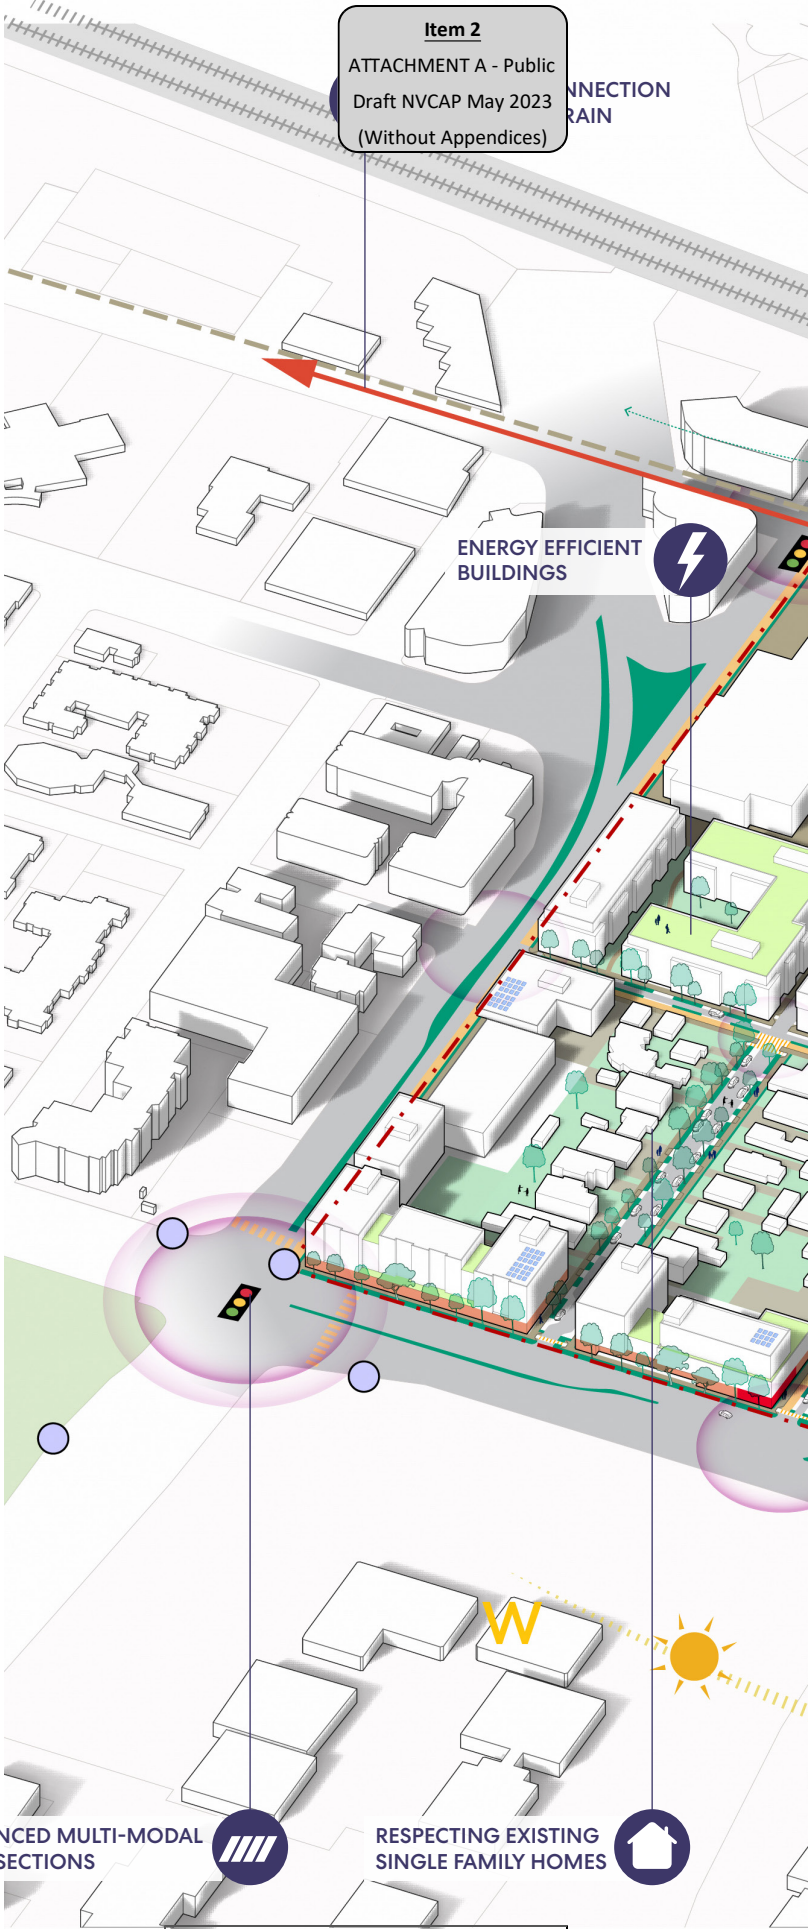 Item 2
ATTACHMENT A - Public
Draft NVCAP May 2023
(Without Appendices)
NNECTION
RAIN
ENERGY EFFICIENT
BUILDINGS
W
NCED MULTI-MODAL
SECTIONS
RESPECTING EXISTING
SINGLE FAMILY HOMES